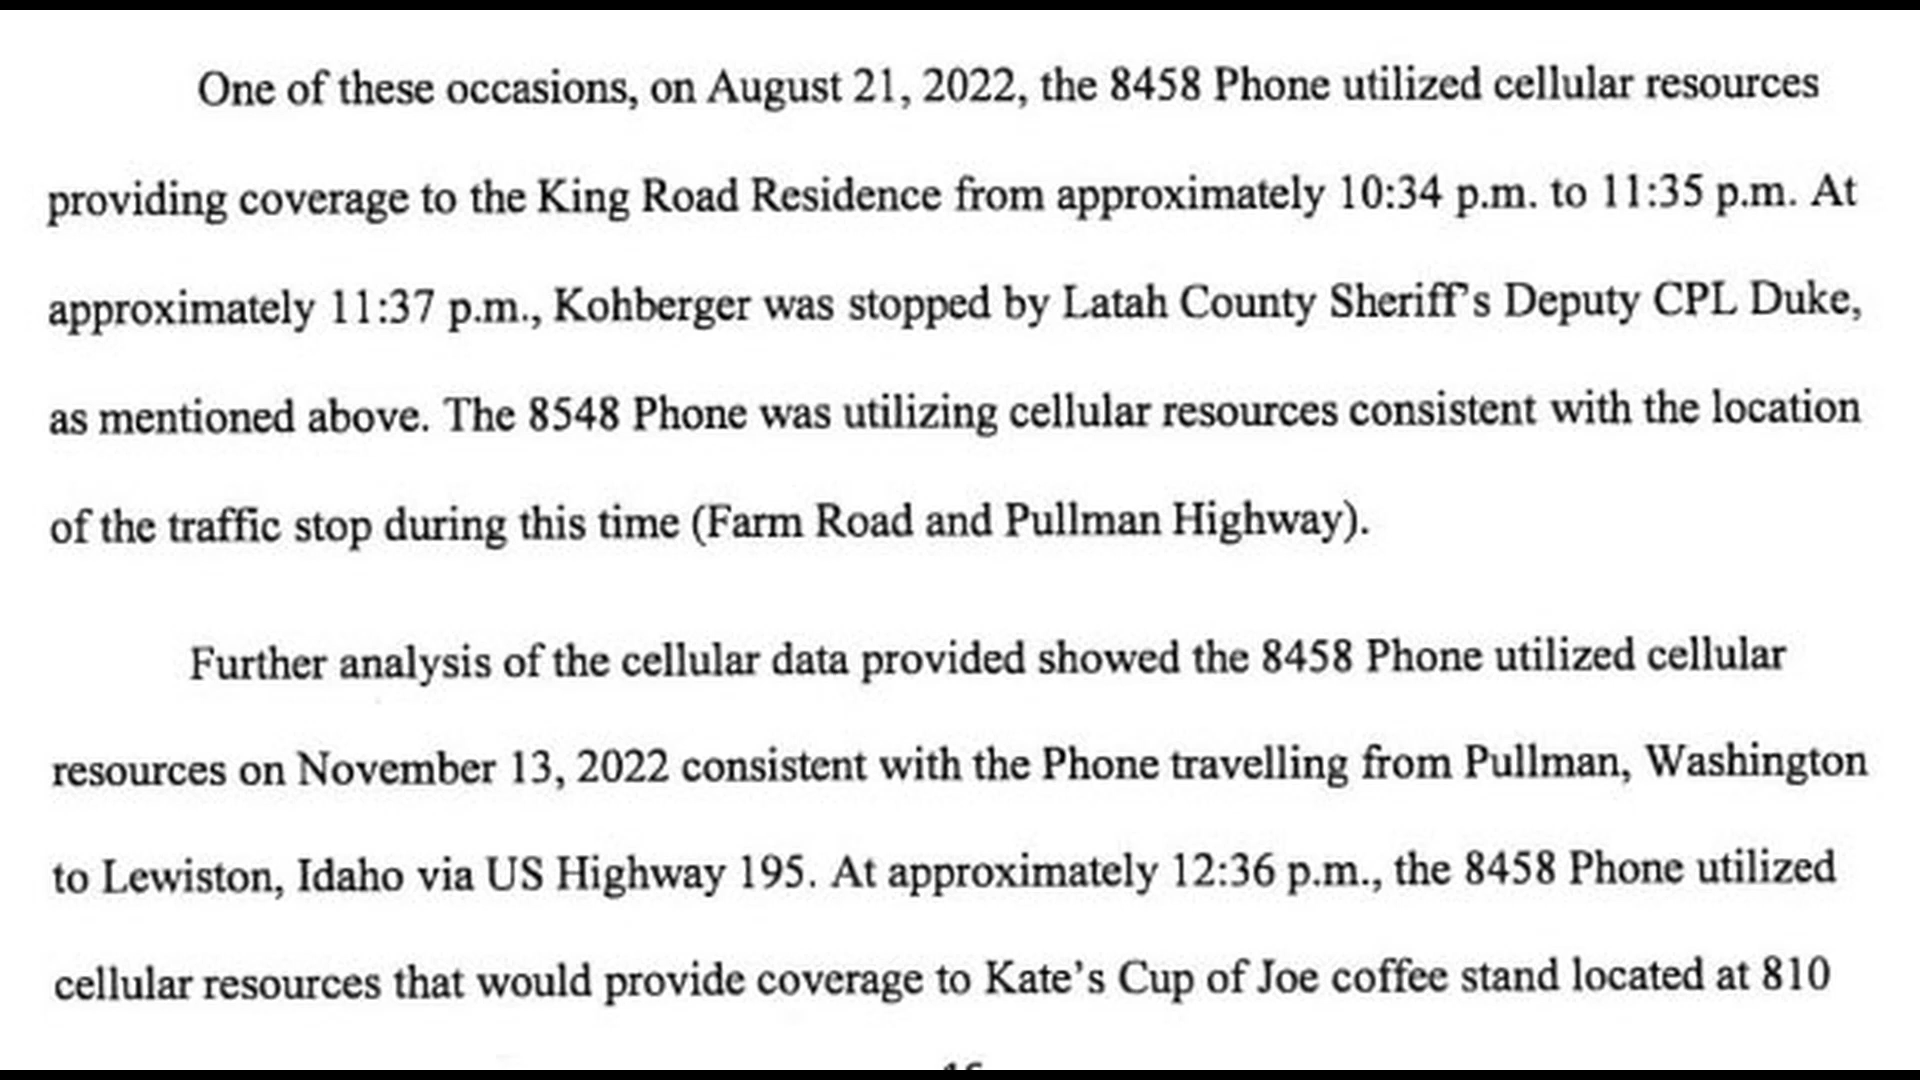 One of these occasions, on August 21, 2022, the 8458 Phone utilized cellular resources
providing coverage to the King Road Residence from approximately 10:34 p.m. to 11:35 p.m. At
approximately 11:37 p.m., Kohberger was stopped by Latah County Sheriff's Deputy CPL Duke,
as mentioned above. The 8548 Phone was utilizing cellular resources consistent with the location
of the traffic stop during this time (Farm Road and Pullman Highway).
Further analysis of the cellular data provided showed the 8458 Phone utilized cellular
resources on November 13, 2022 consistent with the Phone travelling from Pullman, Washington
to Lewiston, Idaho via US Highway 195. At approximately 12:36 p.m., the 8458 Phone utilized
cellular resources that would provide coverage to Kate's Cup of Joe coffee stand located at 810